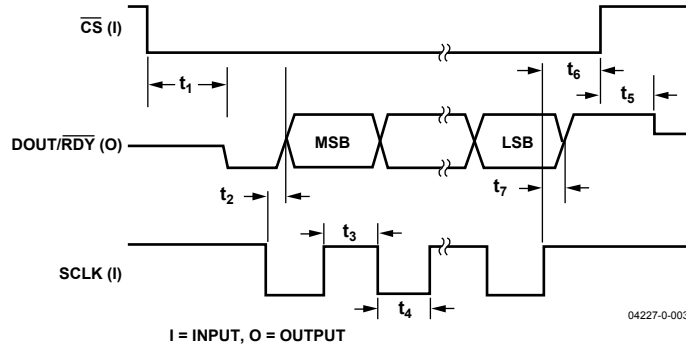 CS (I)
t6
t1
t5
DOUT/RDY (O)
MSB
LSB
t2
t7
t3
SCLK (I)
t4
04227-0-003
I = INPUT, O = OUTPUT